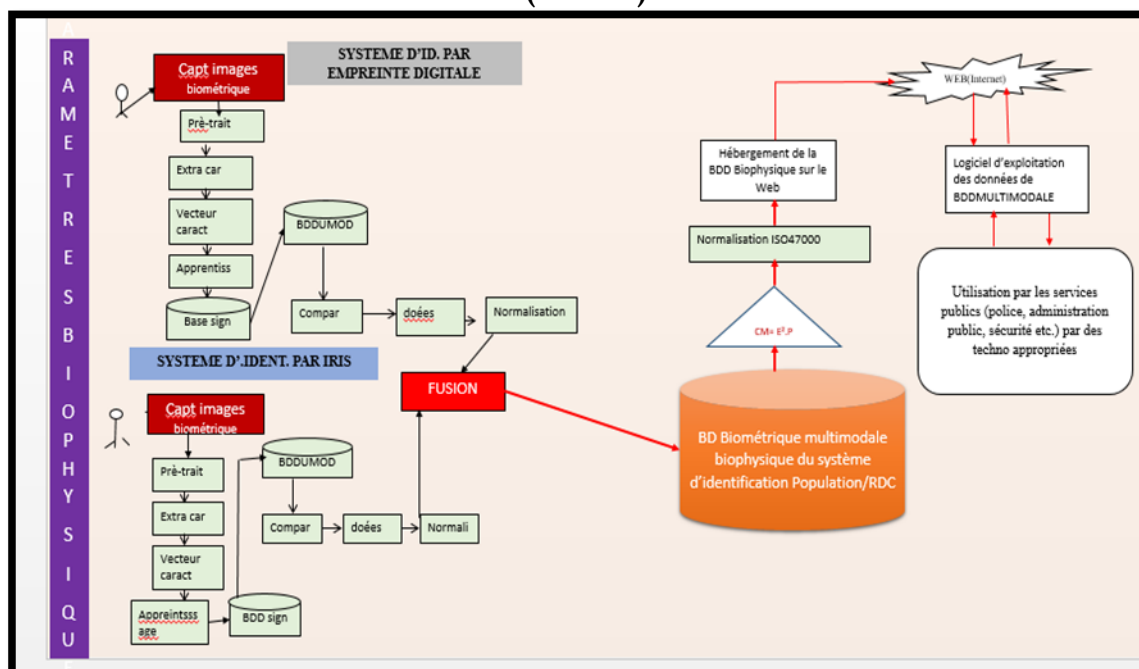 R
A
M
E
T
R
E
S
B
I
O
P
H
Y
S
I
Q
U
E
SYSTEME D'ID. PAR
EMPREINTE DIGITALE
Capt images
biométrique
Prè-trait
Extra car
Vecteur
caract
Apprentiss
Base sign
BDDUMOD
Compar
doées
Normalisation
SYSTEME D'.IDENT. PAR IRIS
Capt images
biométrique
Prè-trait
Extra car
Vecteur
caract
Appreintsss
age
BDD sign
BDDUMOD
Compar
doées
Normali
FUSION
BD Biométrique multimodale
biophysique du système
d'identification Population/RDC
CM= E².P
Normalisation ISO47000
Hébergement de la
BDD Biophysique sur le
Web
WEB(Internet)
Logiciel d'exploitation
des données de
BDDMULTIMODALE
Utilisation par les services
publics (police, administration
public, sécurité etc.) par des
techno appropriées